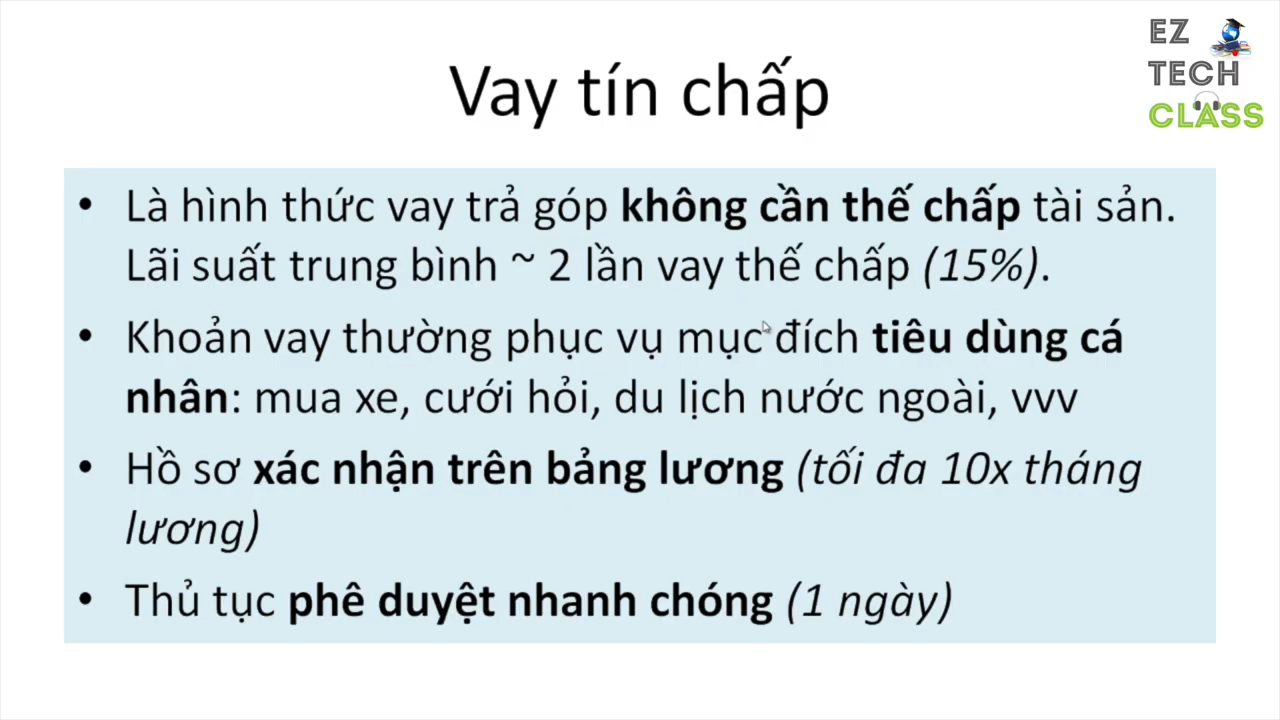 EZ
TECH
CLASS
Vay tín chấp
• Là hình thức vay trả góp không cần thế chấp tài sản.
Lãi suất trung bình ~ 2 lần vay thế chấp (15%).
• Khoản vay thường phục vụ mục đích tiêu dùng cá
nhân: mua xe, cưới hỏi, du lịch nước ngoài, vvv
• Hồ sơ xác nhận trên bảng lương (tối đa 10x tháng
lương)
• Thủ tục phê duyệt nhanh chóng (1 ngày)